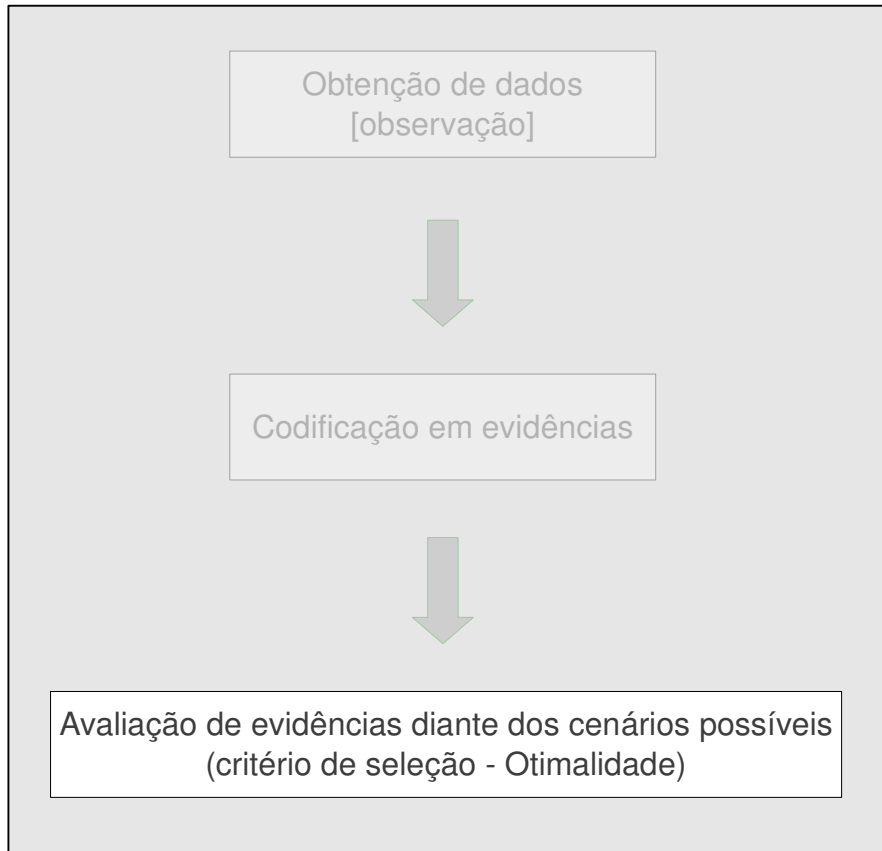 Obtenção de dados
[observação]
Codificação em evidências
Avaliação de evidências diante dos cenários possíveis
(critério de seleção - Otimalidade)